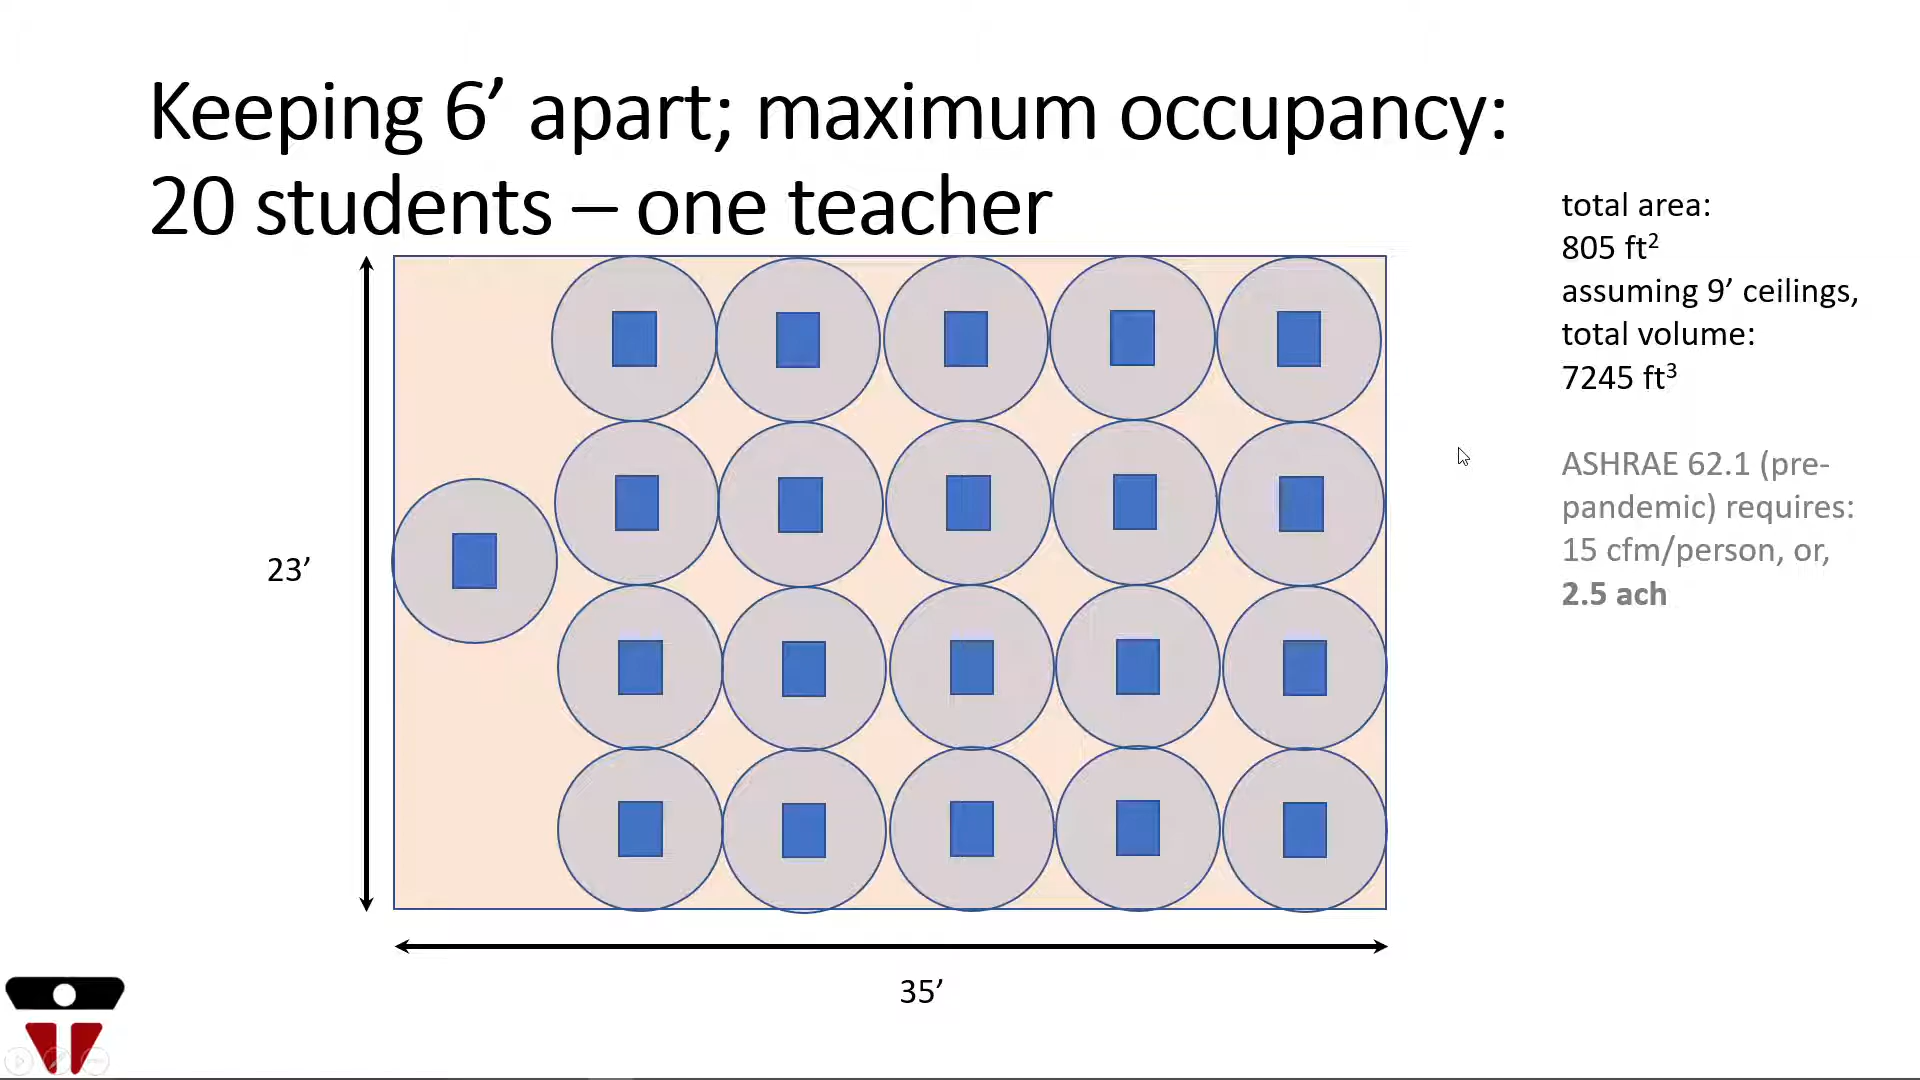 Keeping 6’ apart; maximum occupancy:
20 students – one teacher
total area:
805 ft²
assuming 9’ ceilings,
total volume:
7245 ft³
ASHRAE 62.1 (pre-
pandemic) requires:
15 cfm/person, or,
2.5 ach
23’
35’